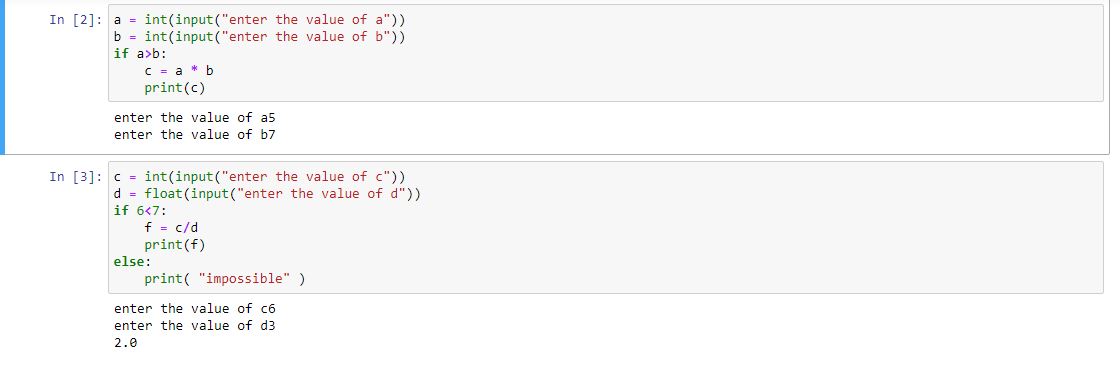 In [2]: a = int(input("enter the value of a"))
b = int(input("enter the value of b"))
if a>b:
    c = a * b
    print(c)
enter the value of a5
enter the value of b7
In [3]: c = int(input("enter the value of c"))
d = float(input("enter the value of d"))
if 6<7:
    f = c/d
    print(f)
else:
    print( "impossible" )
enter the value of c6
enter the value of d3
2.0